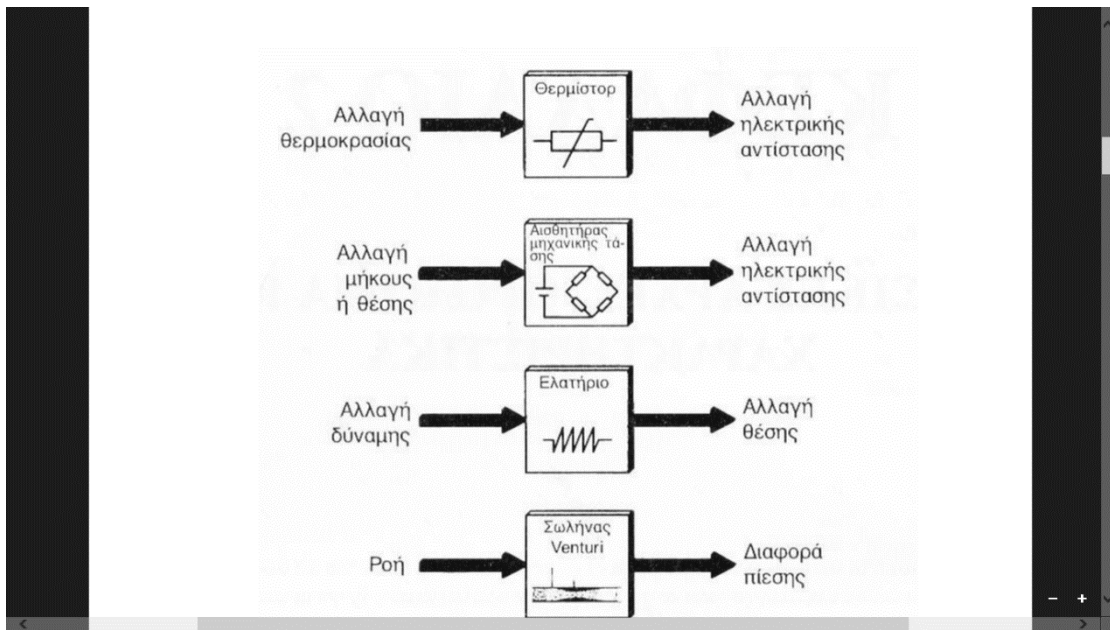 Αλλαγή
θερμοκρασίας
Θερμίστορ
Αλλαγή
ηλεκτρικής
αντίστασης
Αλλαγή
μήκους
ή θέσης
Αισθητήρας
μηχανικής τά-
σης
Αλλαγή
ηλεκτρικής
αντίστασης
Αλλαγή
δύναμης
Ελατήριο
Αλλαγή
θέσης
Ροή
Σωλήνας
Venturi
Διαφορά
πίεσης